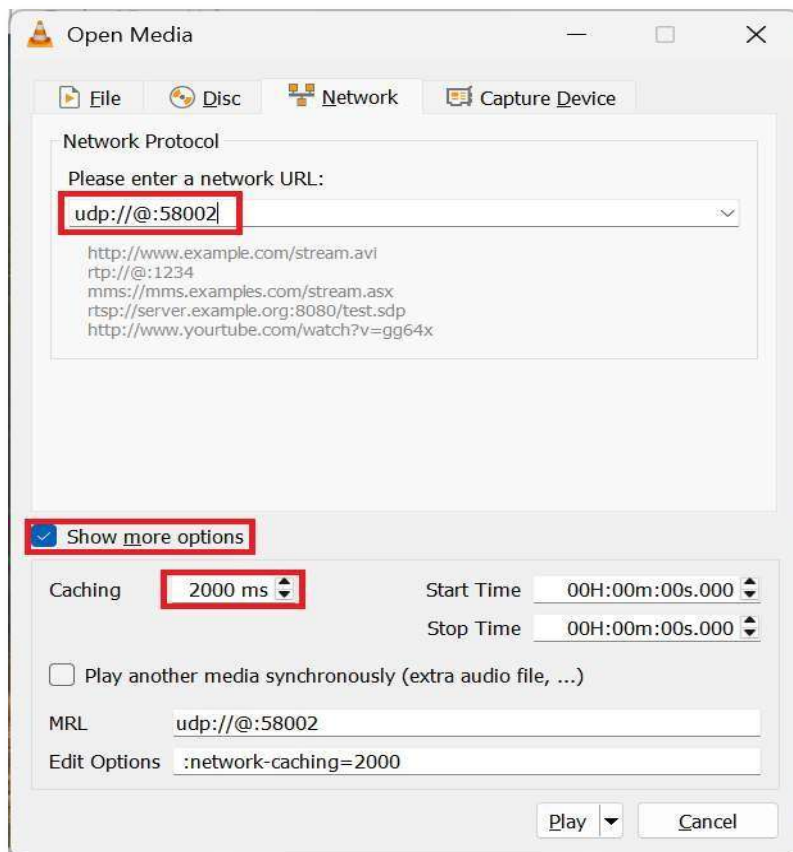 Open Media
File Disc Network Capture Device
Network Protocol
Please enter a network URL:
udp://@:58002
http://www.example.com/stream.avi
rtp://@:1234
mms://mms.examples.com/stream.asx
rtsp://server.example.org:8080/test.sdp
http://www.yourtube.com/watch?v=gg64x
Show more options
Caching 2000 ms Start Time 00H:00m:00s.000
Stop Time 00H:00m:00s.000
Play another media synchronously (extra audio file, ...)
MRL udp://@:58002
Edit Options :network-caching=2000
Play Cancel